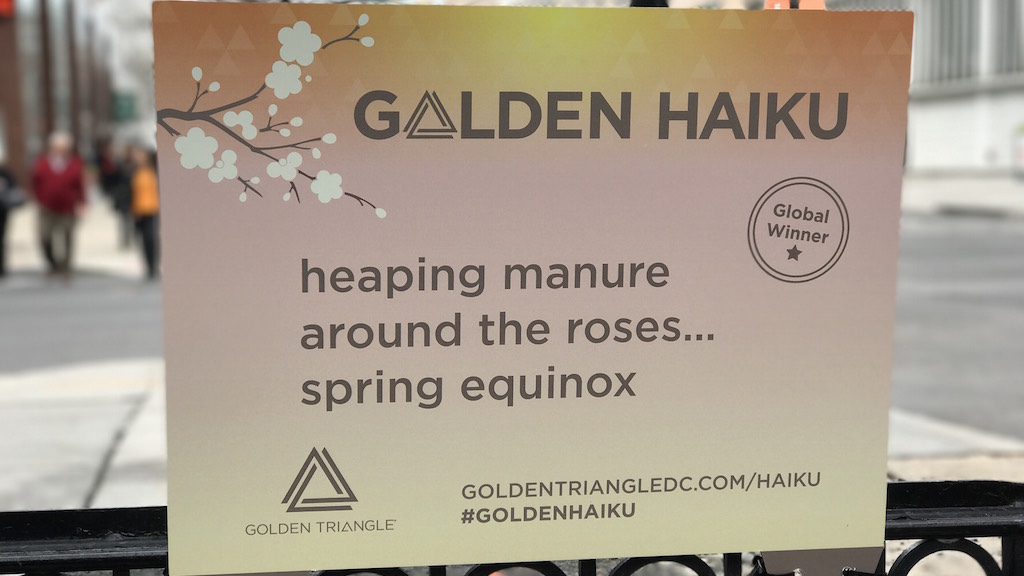 GOLDEN HAIKU
Global
Winner
heaping manure
around the roses...
spring equinox
GOLDEN TRIANGLE
GOLDENTRIANGLEDC.COM/HAIKU
#GOLDENHAIKU